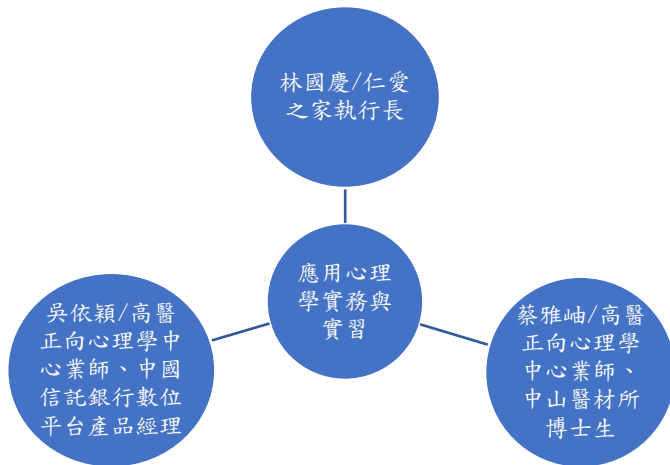 林國慶/仁愛
之家執行長
應用心理
學實務與
實習
吳依穎/高醫
正向心理學中
心業師、中國
信託銀行數位
平台產品經理
蔡雅岫/高醫
正向心理學
中心業師、
中山醫材所
博士生